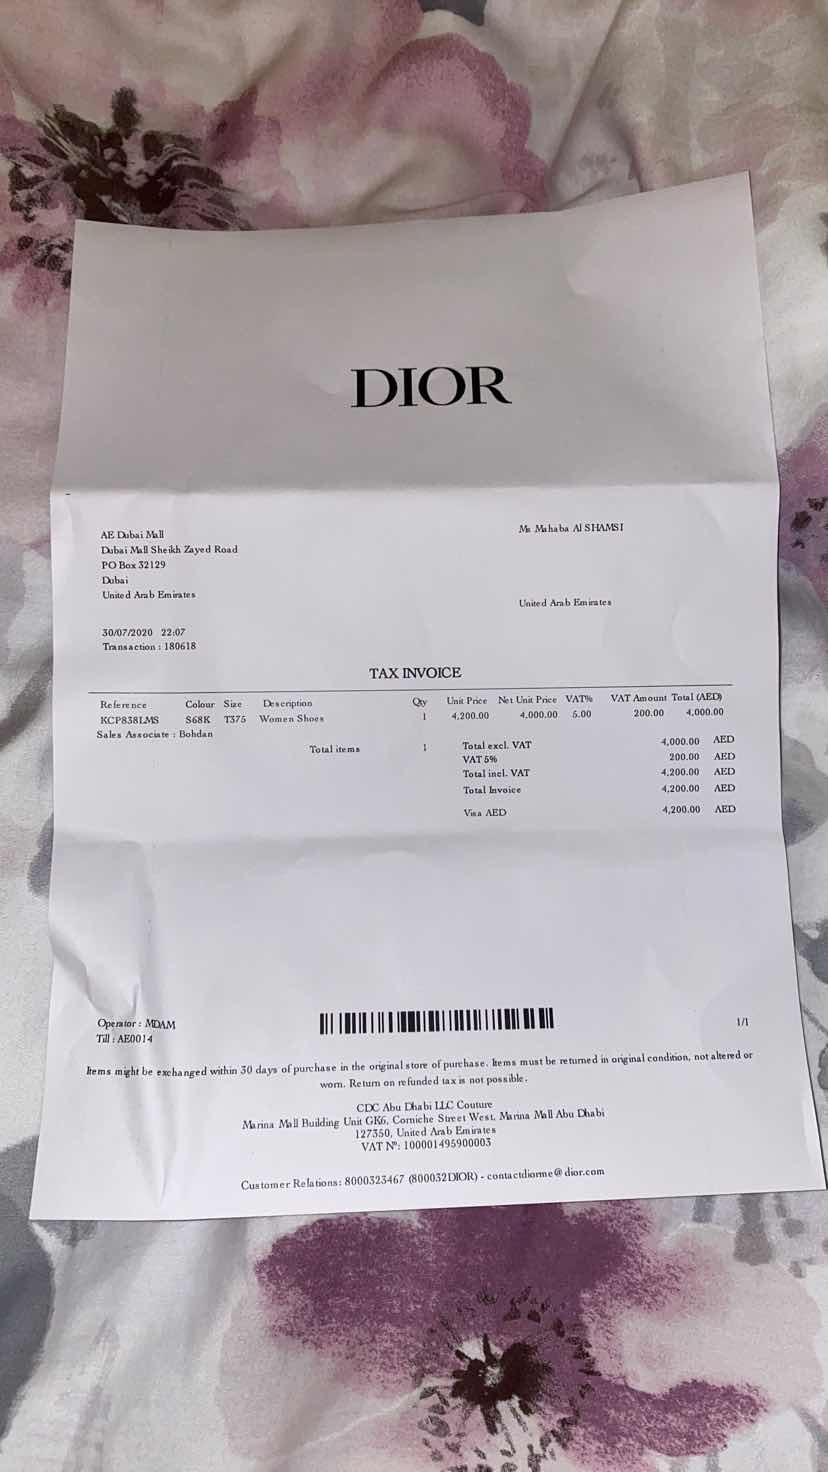 DIOR
AE Dubai Mall
Dubai Mall Sheikh Zayed Road
PO Box 32129
Dubai
United Arab Emirates
Ms Mahaba Al SHAMSI
United Arab Emirates
30/07/2020 22:07
Transaction : 180618
TAX INVOICE
Reference Colour Size Description Qty Unit Price Net Unit Price VAT% VAT Amount Total (AED)
KCP838LMS S68K T375 Women Shoes 1 4,200.00 4,000.00 5.00 200.00 4,000.00
Sales Associate : Bohdan
Total items 1 Total excl. VAT 4,000.00 AED
VAT 5% 200.00 AED
Total incl. VAT 4,200.00 AED
Total Invoice 4,200.00 AED
Visa AED 4,200.00 AED
Operator : MDAM
Till : AE0014
1/1
Items might be exchanged within 30 days of purchase in the original store of purchase. Items must be returned in original condition, not altered or
worn. Return on refunded tax is not possible.
CDC Abu Dhabi LLC Couture
Marina Mall Building Unit GK6, Corniche Street West, Marina Mall Abu Dhabi
127350, United Arab Emirates
VAT Nº: 100001495900003
Customer Relations: 8000323467 (800032DIOR) - contactdiorme@dior.com